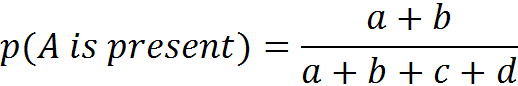 p(A is present) = (a + b) / (a + b + c + d)